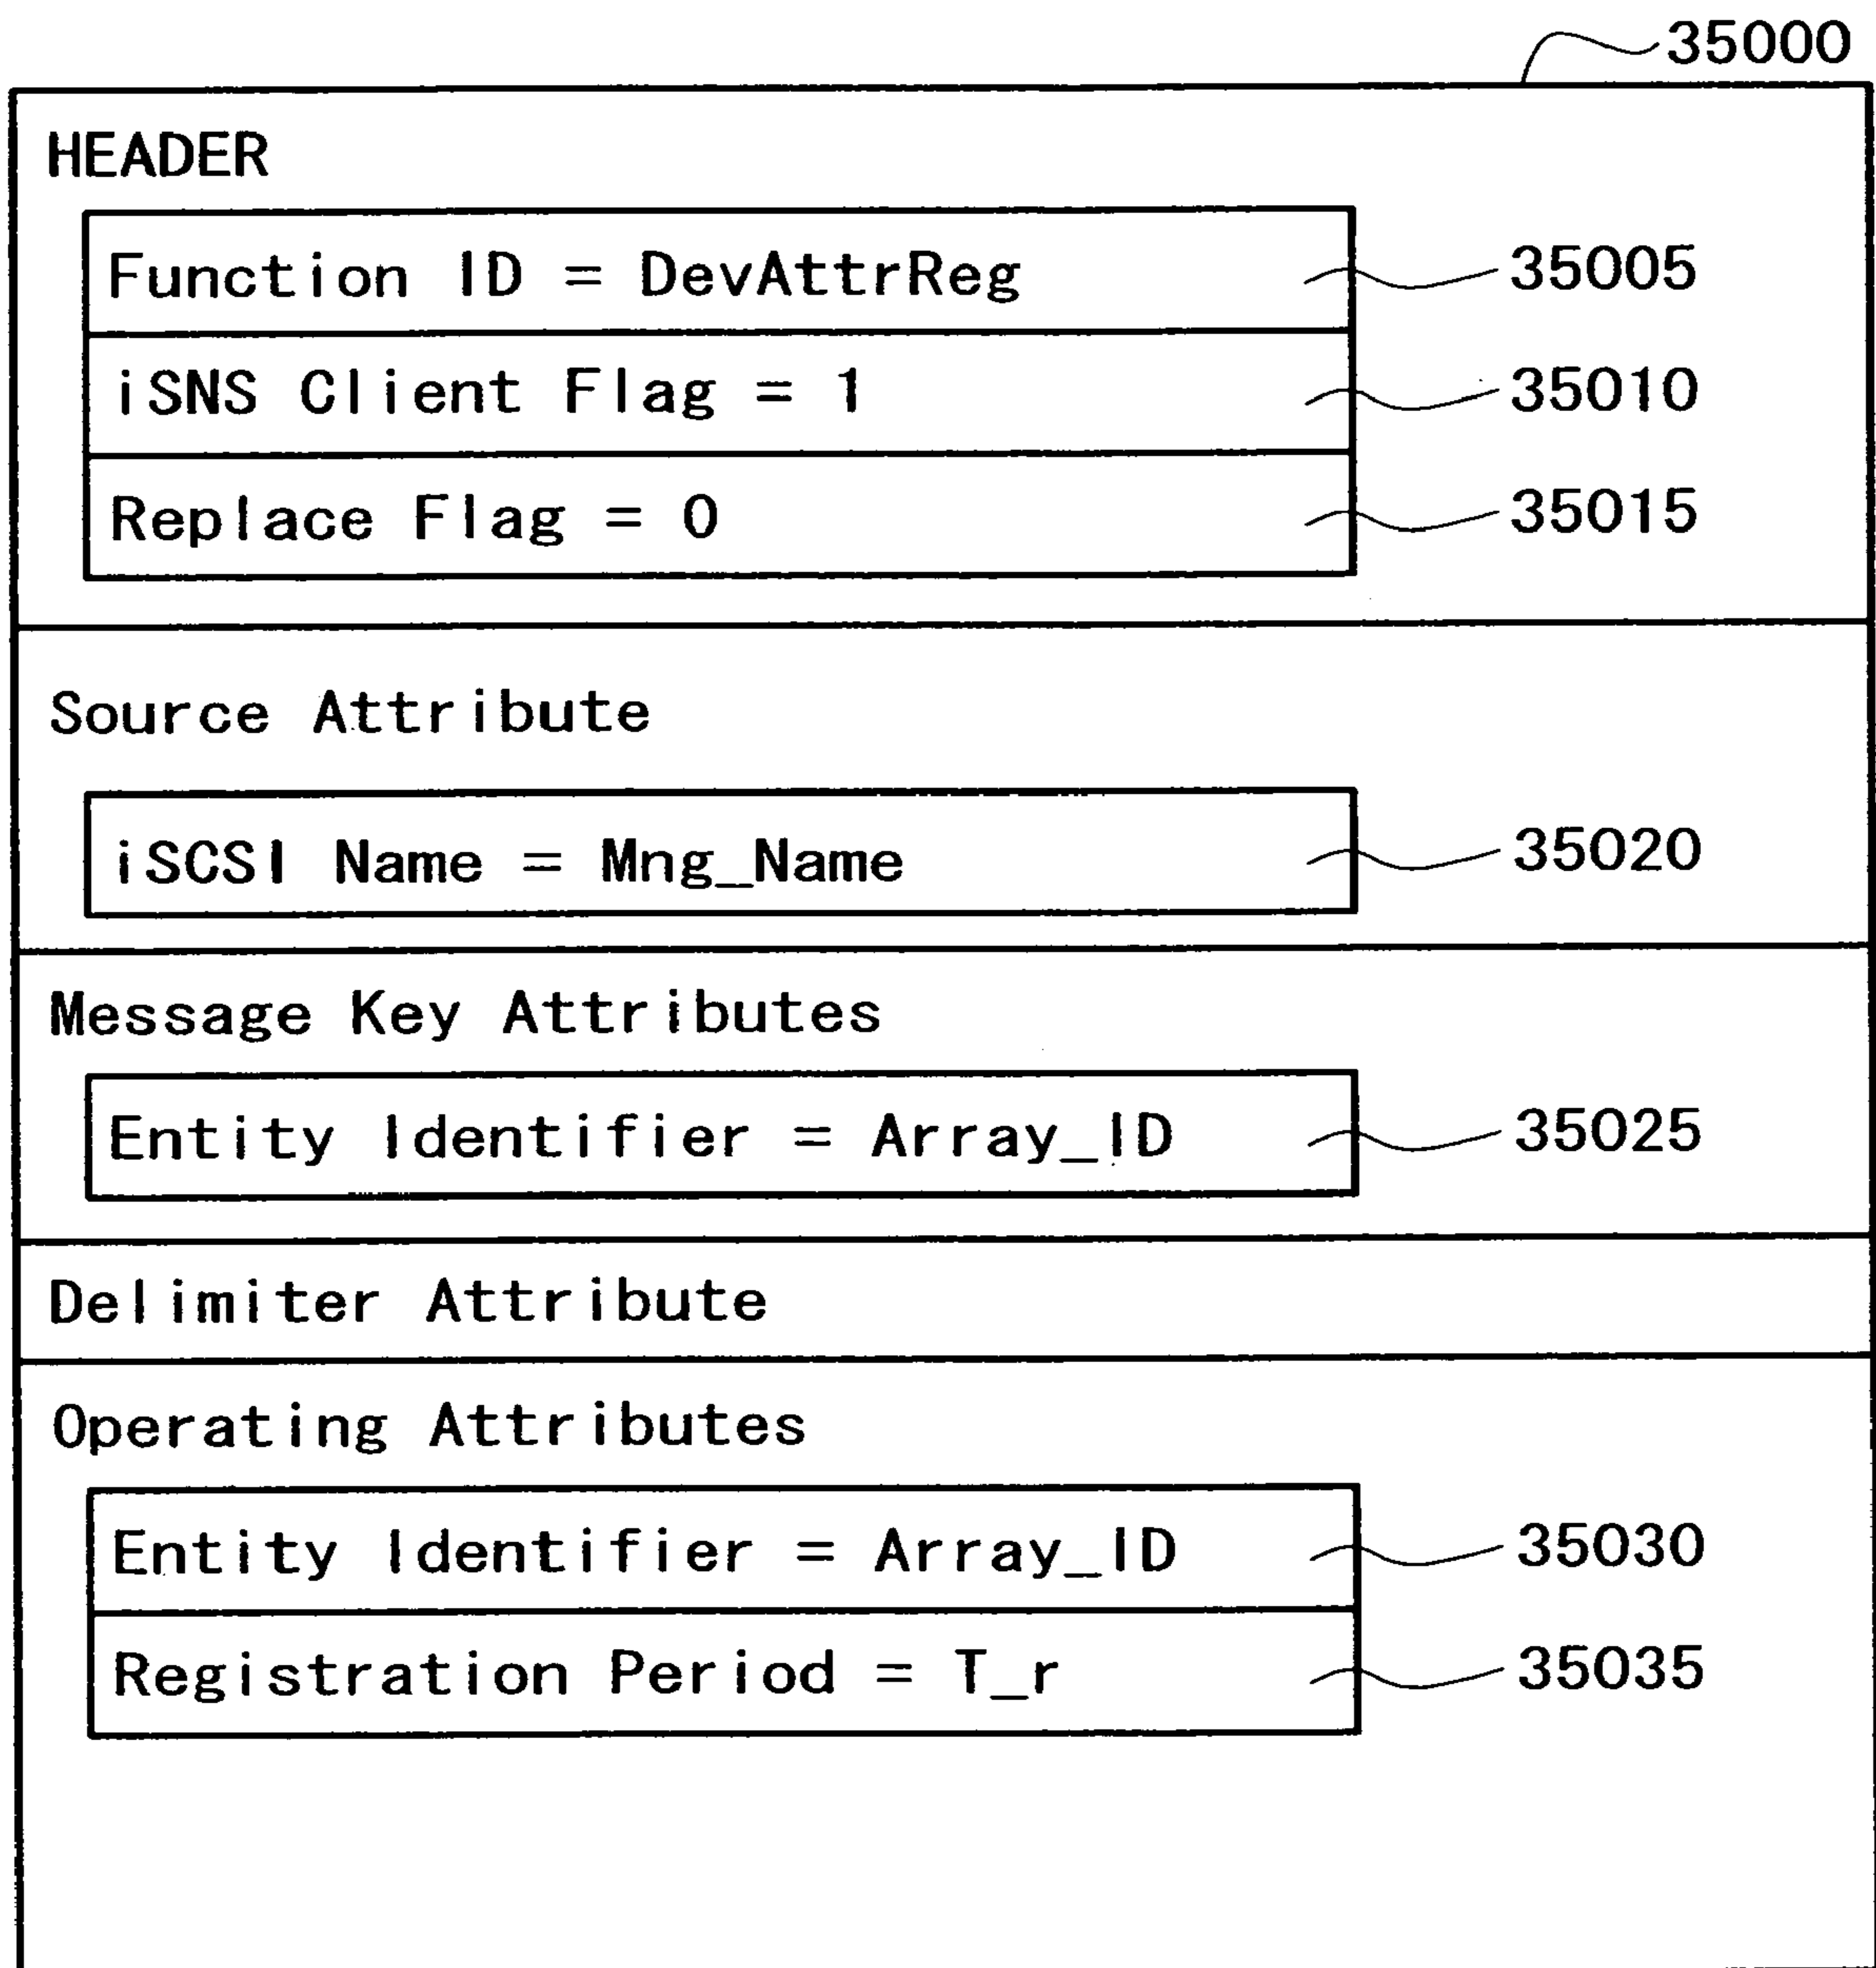 35000
HEADER
Function ID = DevAttrReg 35005
iSNS Client Flag = 1 35010
Replace Flag = 0 35015
Source Attribute
iSCSI Name = Mng_Name 35020
Message Key Attributes
Entity Identifier = Array_ID 35025
Delimiter Attribute
Operating Attributes
Entity Identifier = Array_ID 35030
Registration Period = T_r 35035